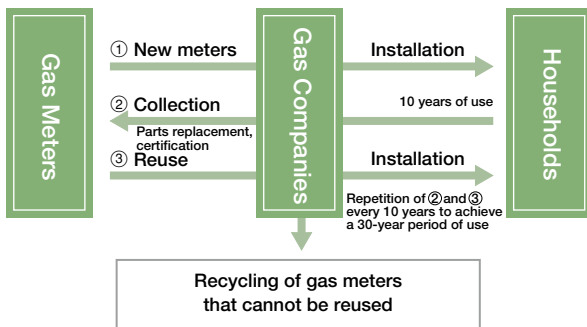 Gas Meters
① New meters
② Collection
Parts replacement,
certification
③ Reuse
Gas Companies
Installation
10 years of use
Installation
Repetition of ② and ③
every 10 years to achieve
a 30-year period of use
Households
Recycling of gas meters
that cannot be reused